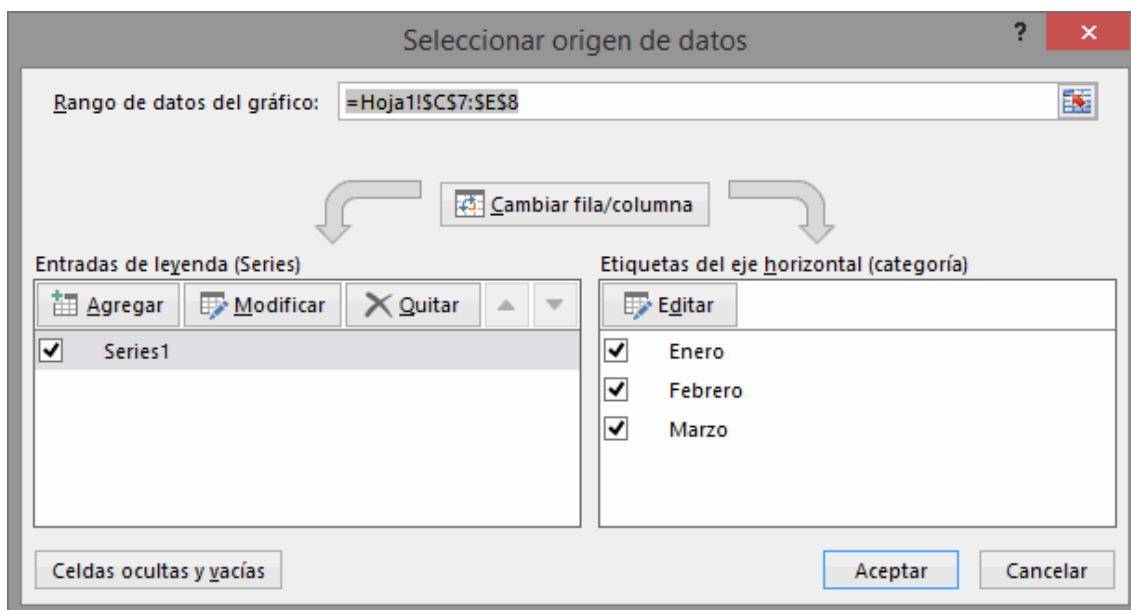 Seleccionar origen de datos ?
Rango de datos del gráfico: =Hoja1!$C$7:$E$8
Cambiar fila/columna
Entradas de leyenda (Series)
Agregar Modificar Quitar
Series1
Etiquetas del eje horizontal (categoría)
Editar
Enero
Febrero
Marzo
Celdas ocultas y vacías
Aceptar Cancelar